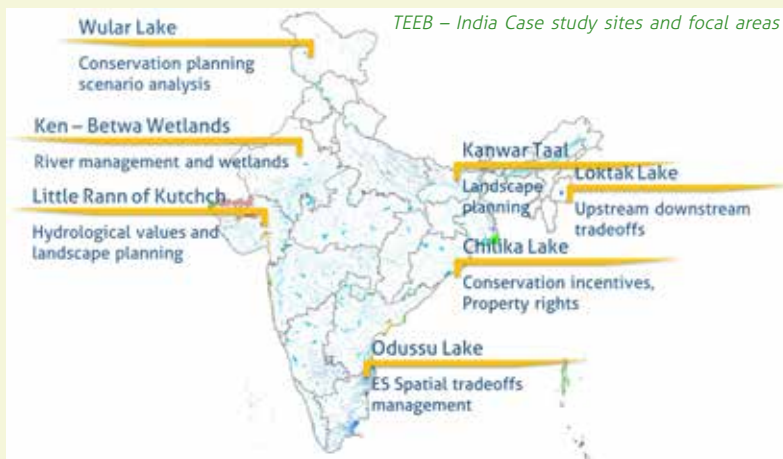 TEEB – India Case study sites and focal areas
Wular Lake
Conservation planning
scenario analysis
Ken – Betwa Wetlands
River management and wetlands
Little Rann of Kutchch
Hydrological values and
landscape planning
Kanwar Taal
Landscape
planning
Loktak Lake
Upstream downstream
tradeoffs
Chilika Lake
Conservation incentives,
Property rights
Odussu Lake
ES Spatial tradeoffs
management